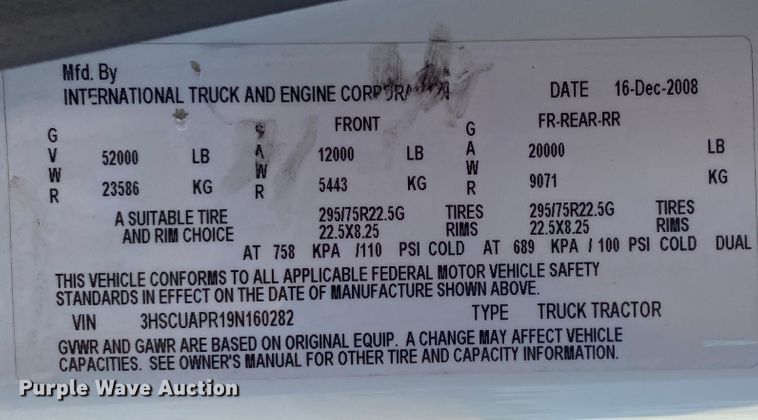 Mfd. By
INTERNATIONAL TRUCK AND ENGINE CORPORATION DATE 16-Dec-2008
GVWR GAWR FRONT GAWR FR-REAR-RR
52000 LB 12000 LB 20000 LB
23586 KG 5443 KG 9071 KG
A SUITABLE TIRE 295/75R22.5G TIRES 295/75R22.5G TIRES
AND RIM CHOICE 22.5X8.25 RIMS 22.5X8.25 RIMS
AT 758 KPA /110 PSI COLD AT 689 KPA / 100 PSI COLD DUAL
THIS VEHICLE CONFORMS TO ALL APPLICABLE FEDERAL MOTOR VEHICLE SAFETY
STANDARDS IN EFFECT ON THE DATE OF MANUFACTURE SHOWN ABOVE.
VIN 3HSCUAPR19N160282 TYPE TRUCK TRACTOR
GVWR AND GAWR ARE BASED ON ORIGINAL EQUIP. A CHANGE MAY AFFECT VEHICLE
CAPACITIES. SEE OWNER'S MANUAL FOR OTHER TIRE AND CAPACITY INFORMATION.
Purple Wave Auction